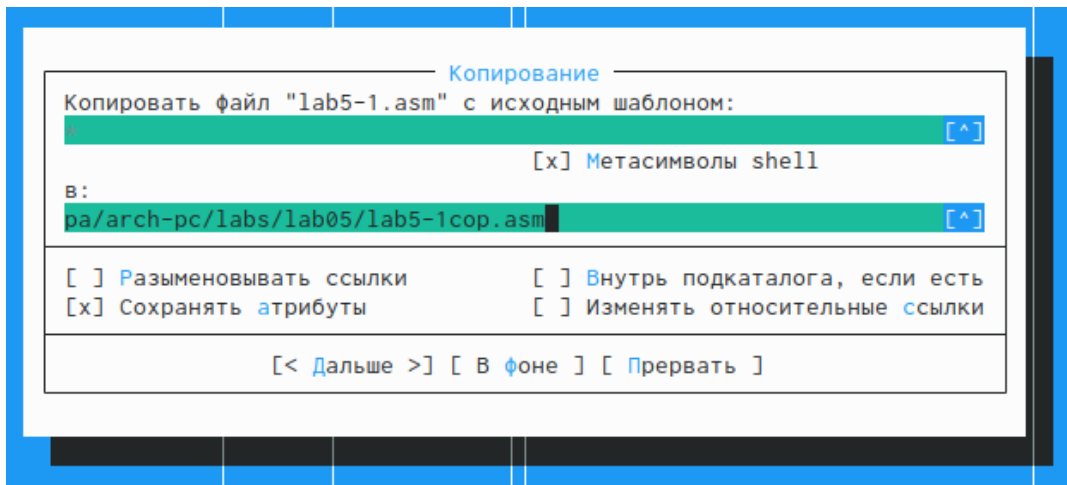 Копирование
Копировать файл "lab5-1.asm" с исходным шаблоном:
* [^]
[x] Метасимволы shell
в:
pa/arch-pc/labs/lab05/lab5-1cop.asm [^]
[ ] Разыменовывать ссылки [ ] Внутрь подкаталога, если есть
[x] Сохранять атрибуты [ ] Изменять относительные ссылки
[< Дальше >] [ В фоне ] [ Прервать ]